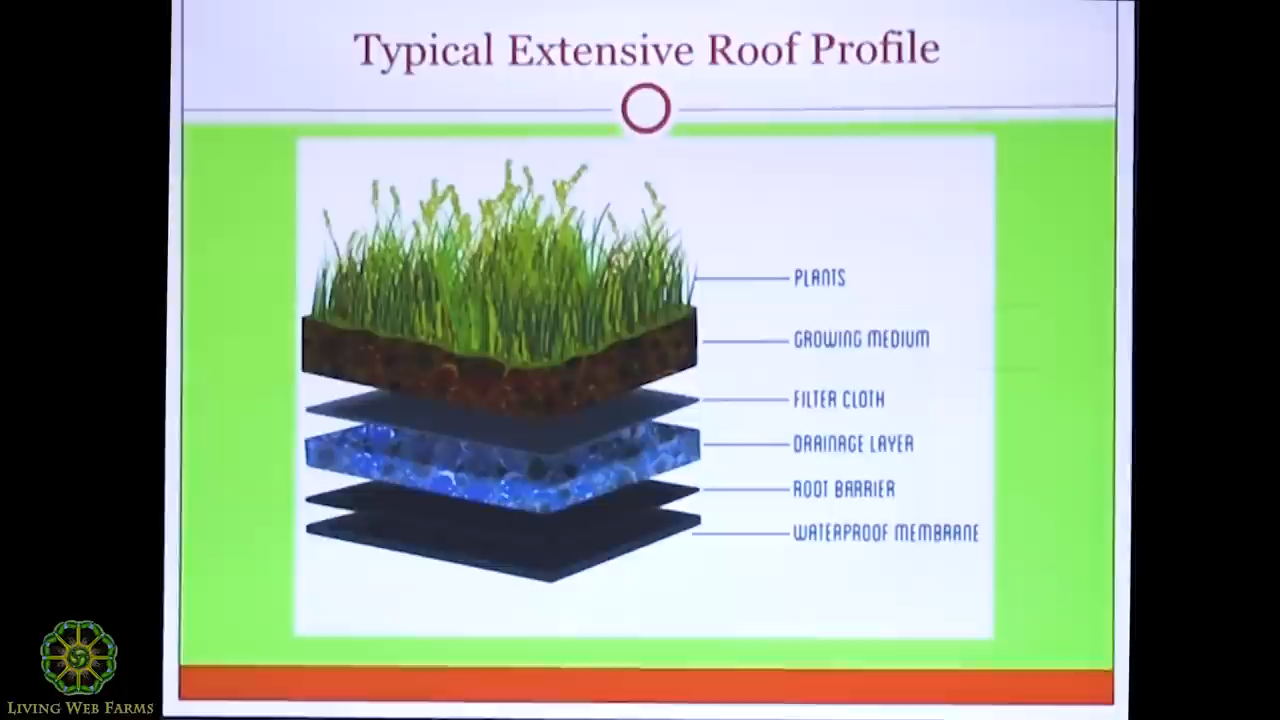 Typical Extensive Roof Profile
PLANTS
GROWING MEDIUM
FILTER CLOTH
DRAINAGE LAYER
ROOT BARRIER
WATERPROOF MEMBRANE
LIVING WEB FARMS